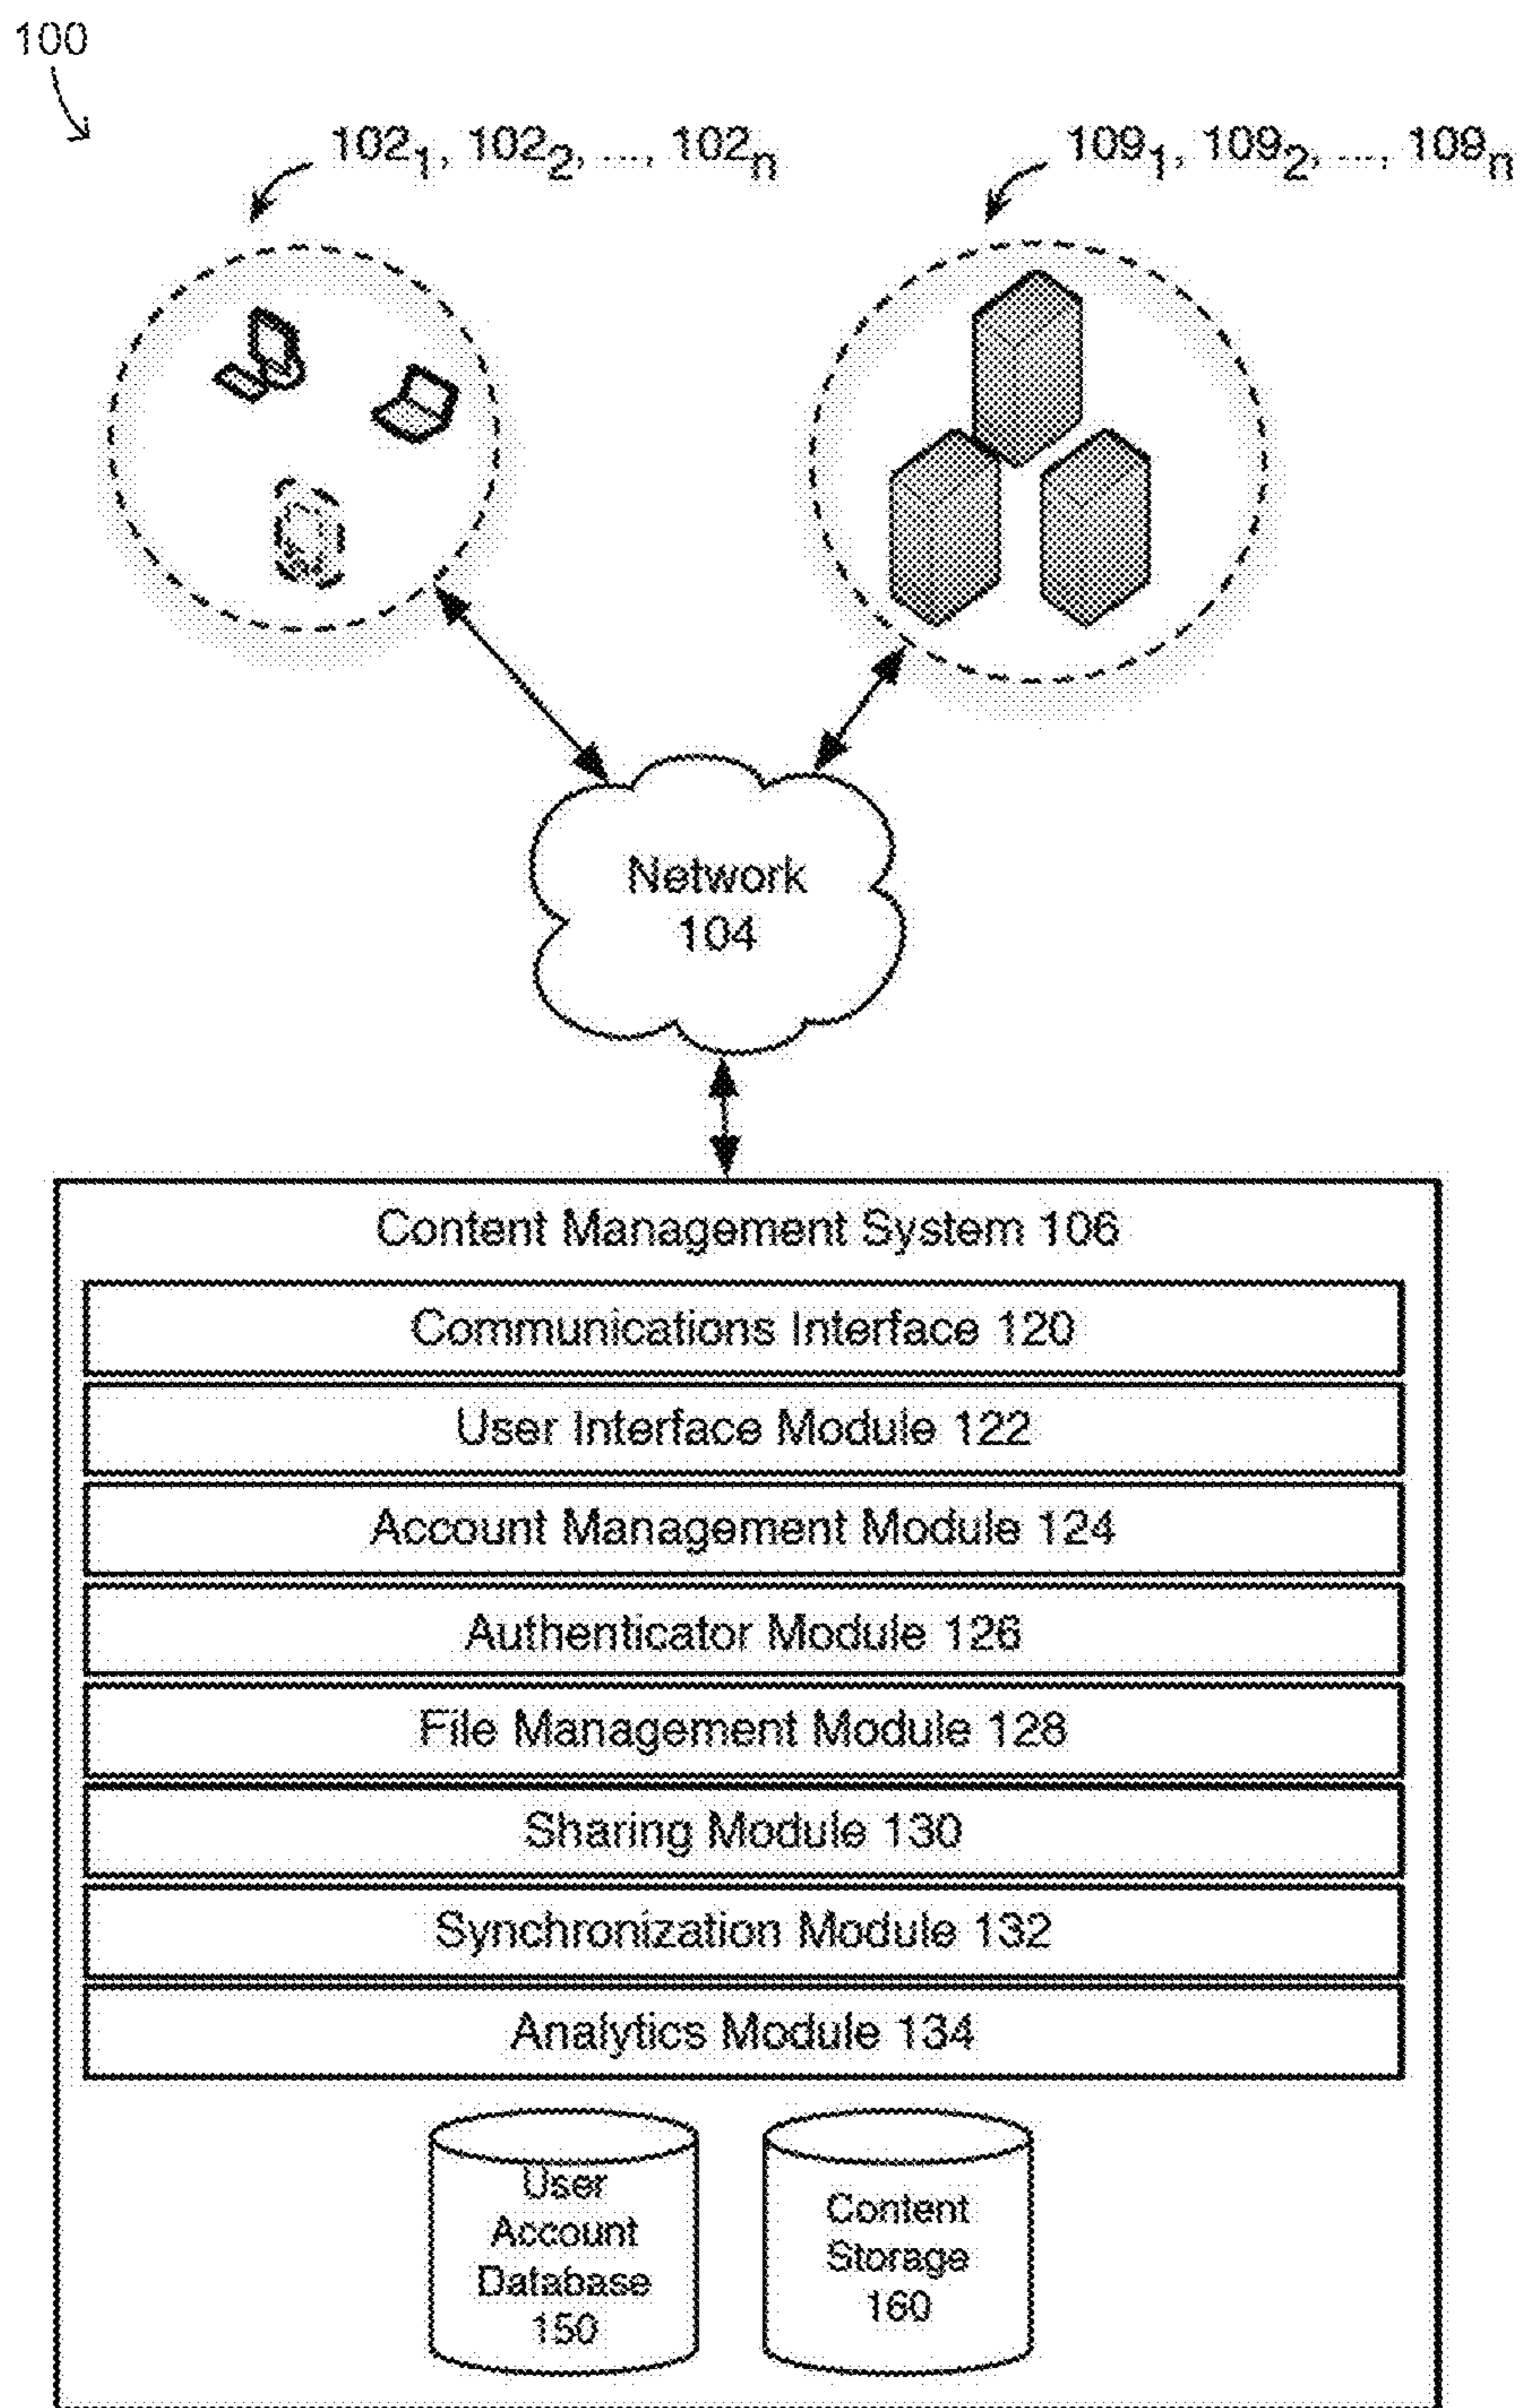 100
102₁, 102₂, ..., 102ₙ
109₁, 109₂, ..., 109ₙ
Network
104
Content Management System 106
Communications Interface 120
User Interface Module 122
Account Management Module 124
Authenticator Module 126
File Management Module 128
Sharing Module 130
Synchronization Module 132
Analytics Module 134
User
Account
Database
150
Content
Storage
160